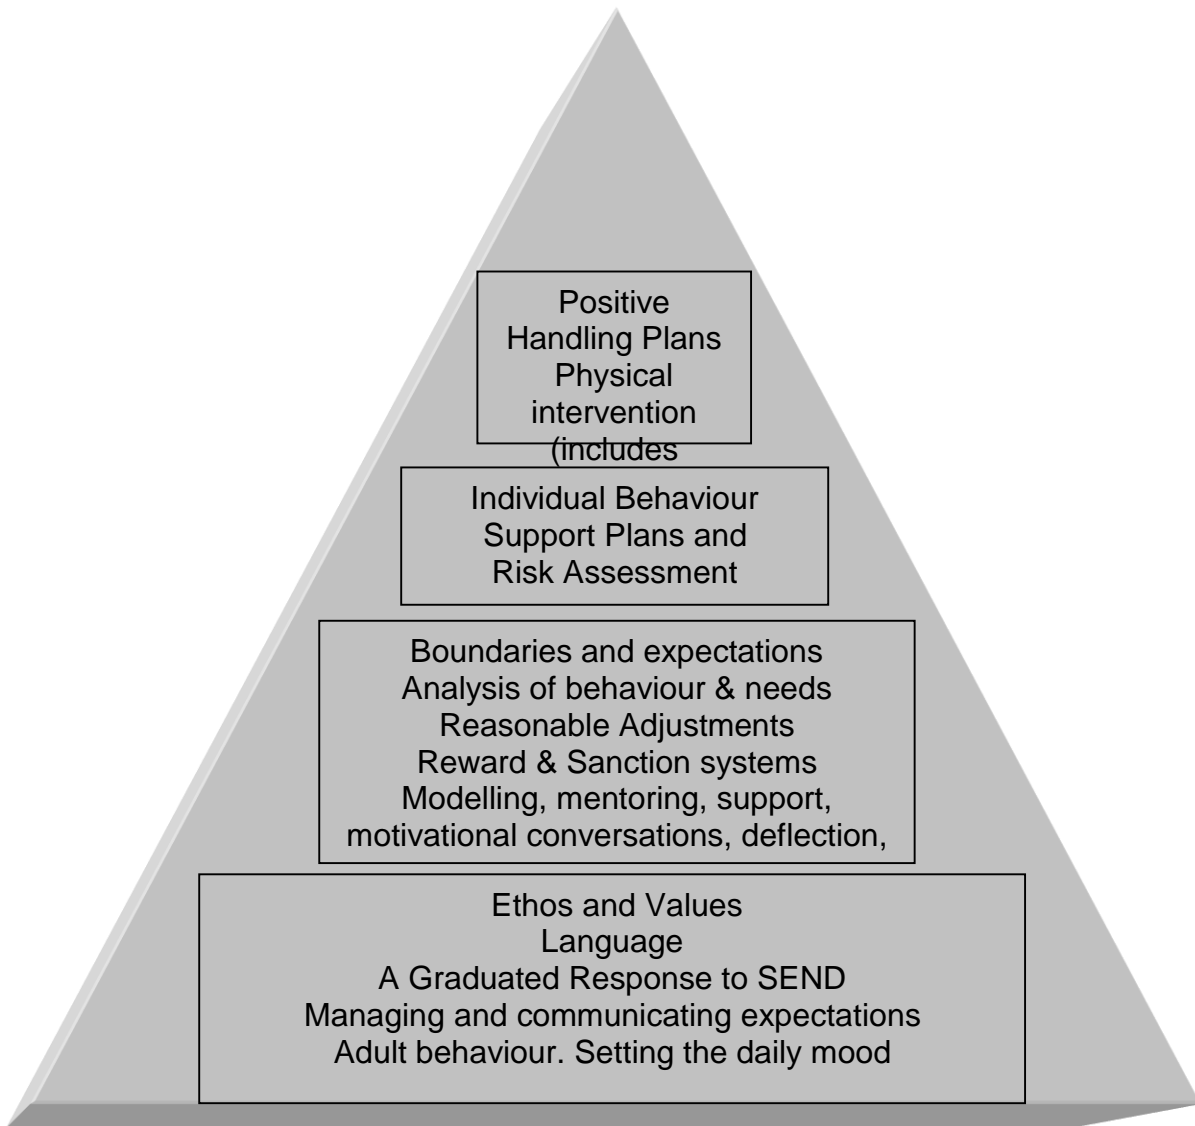 Positive
Handling Plans
Physical
intervention
(includes
Individual Behaviour
Support Plans and
Risk Assessment
Boundaries and expectations
Analysis of behaviour & needs
Reasonable Adjustments
Reward & Sanction systems
Modelling, mentoring, support,
motivational conversations, deflection,
Ethos and Values
Language
A Graduated Response to SEND
Managing and communicating expectations
Adult behaviour. Setting the daily mood